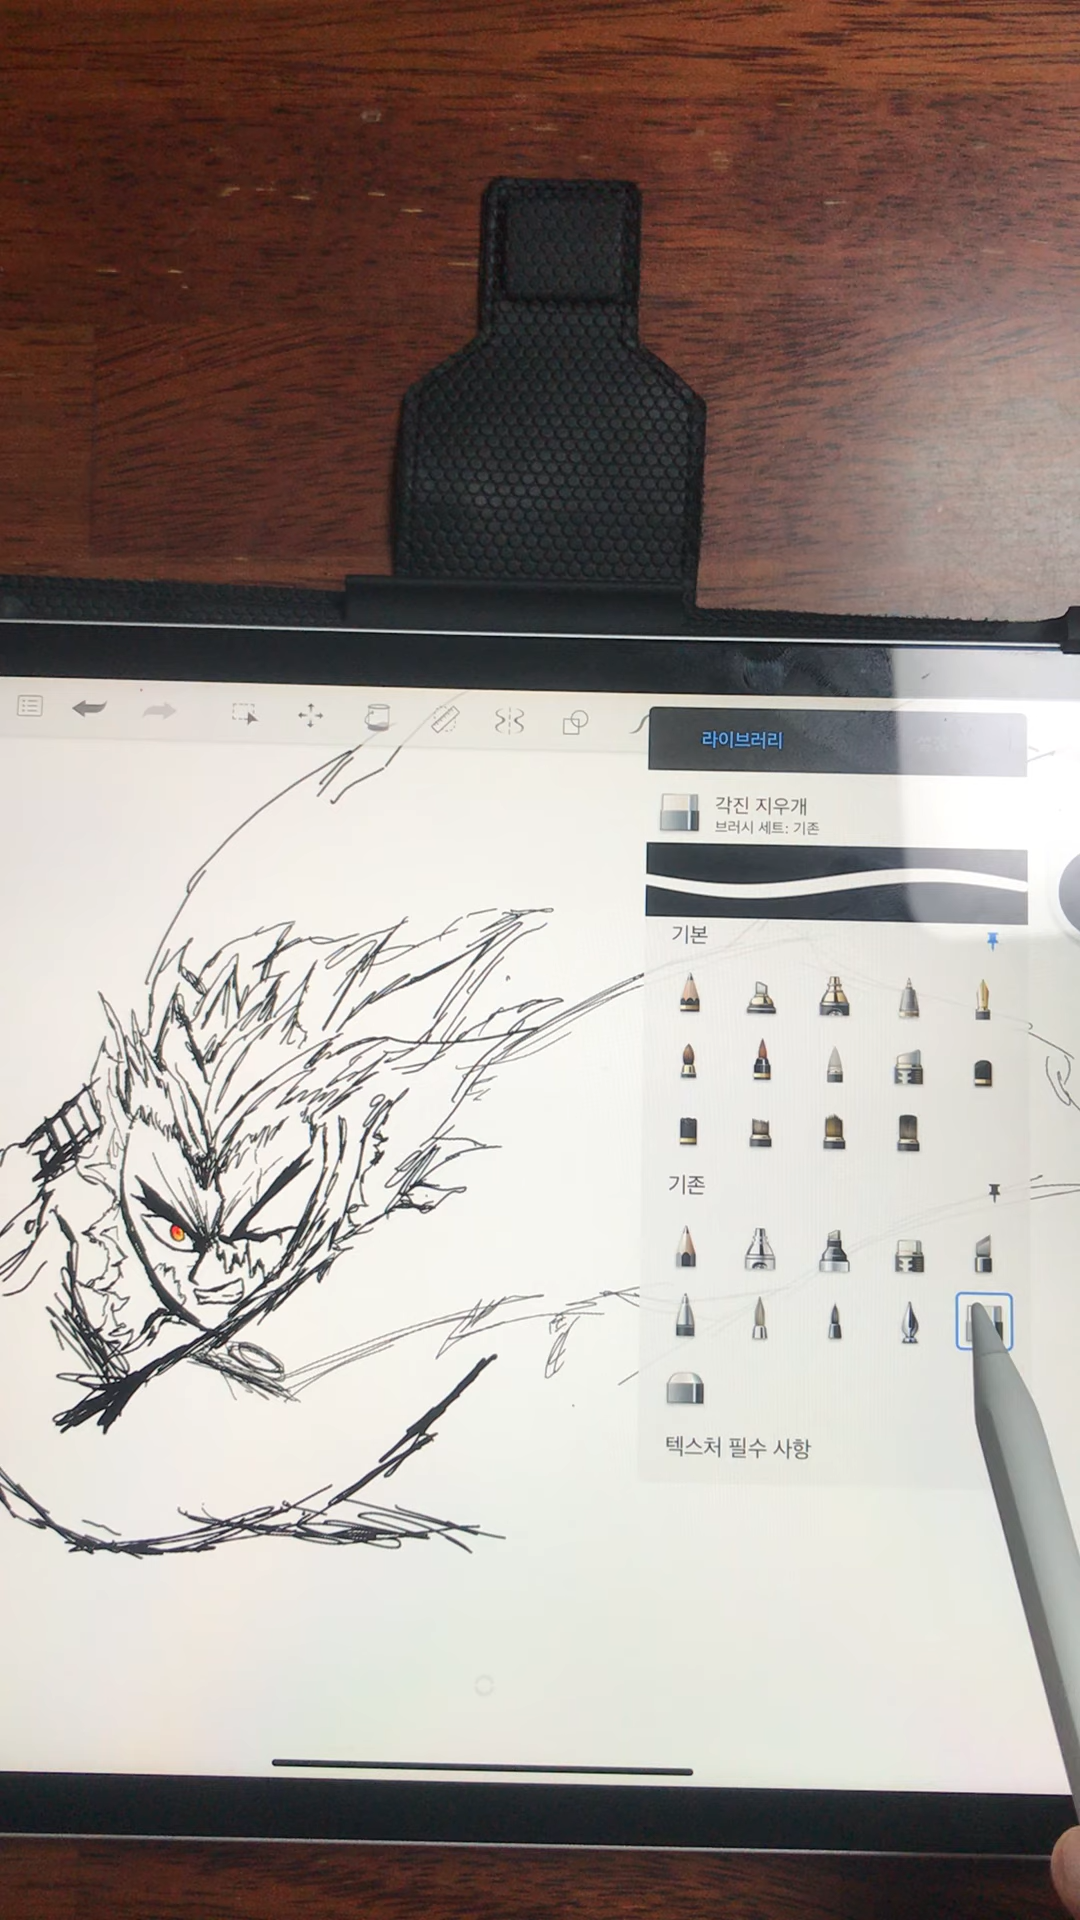 라이브러리
각진 지우개
브러시 세트: 기존
기본
기존
텍스처 필수 사항